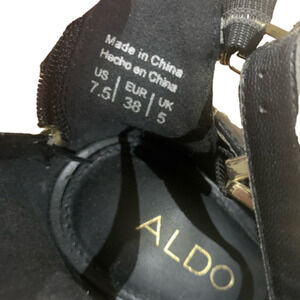 Made in China
Hecho en China
US | EUR | UK
7.5 | 38 | 5
ALDO